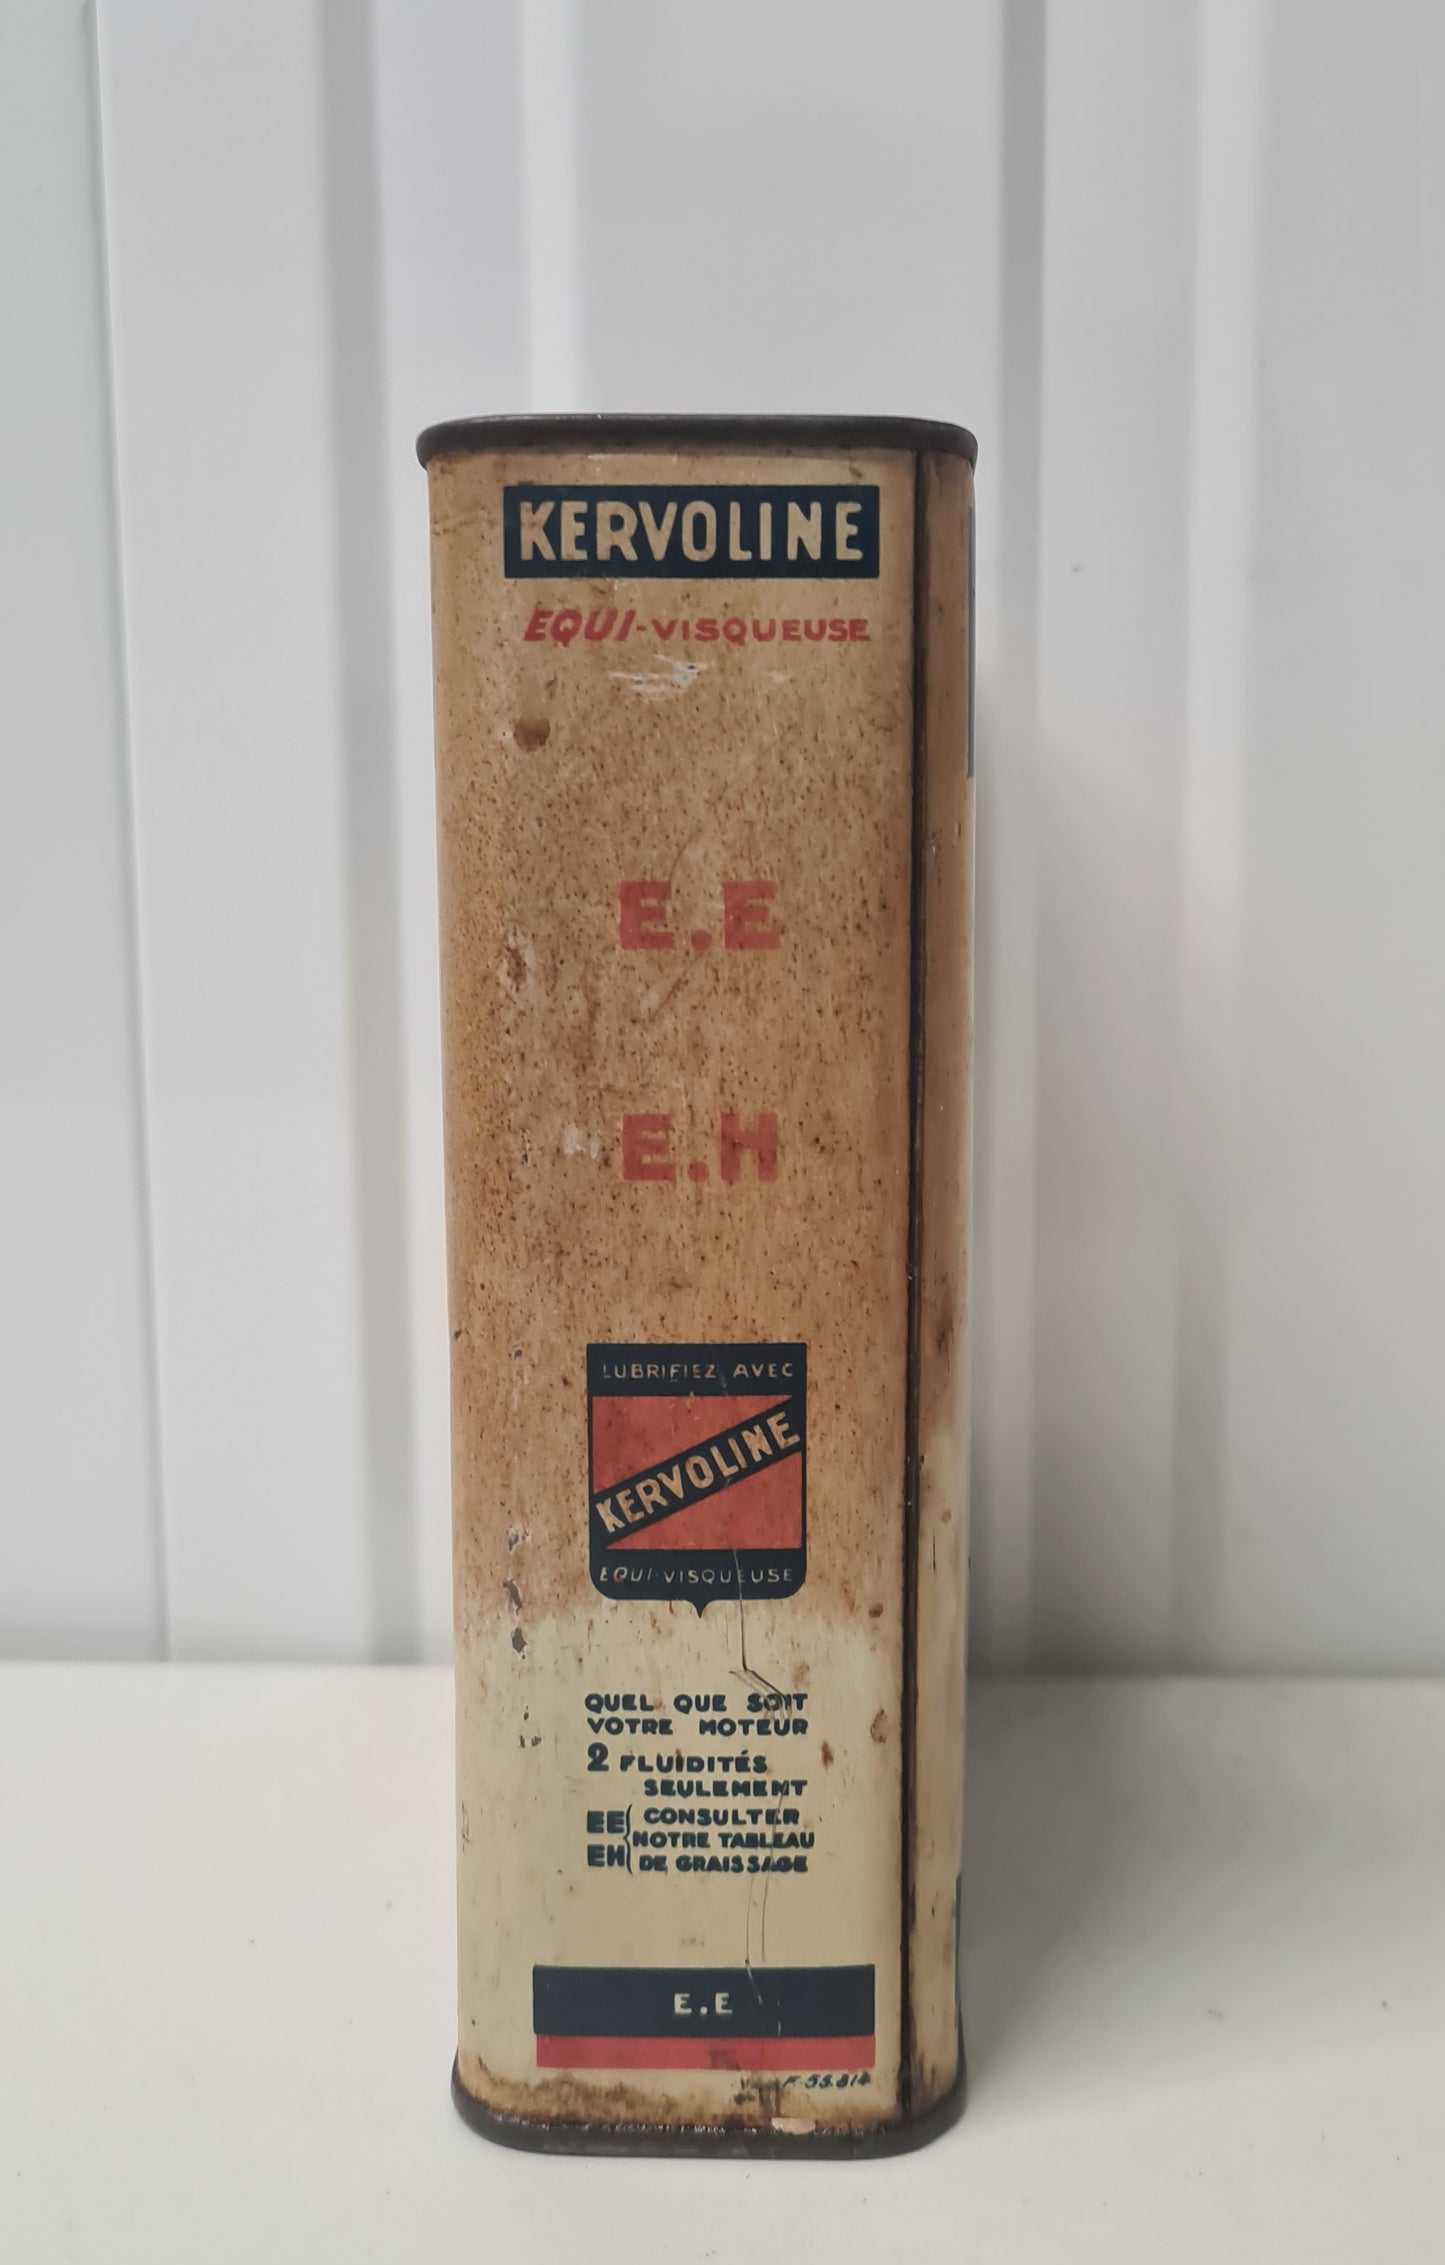 KERVOLINE
EQUI-VISQUEUSE
E.E
E.H
LUBRIFIEZ AVEC
KERVOLINE
EQUI-VISQUEUSE
QUEL QUE SOIT
VOTRE MOTEUR
2 FLUIDITÉS
SEULEMENT
EE CONSULTER
NOTRE TABLEAU
EH DE GRAISSAGE
E.E